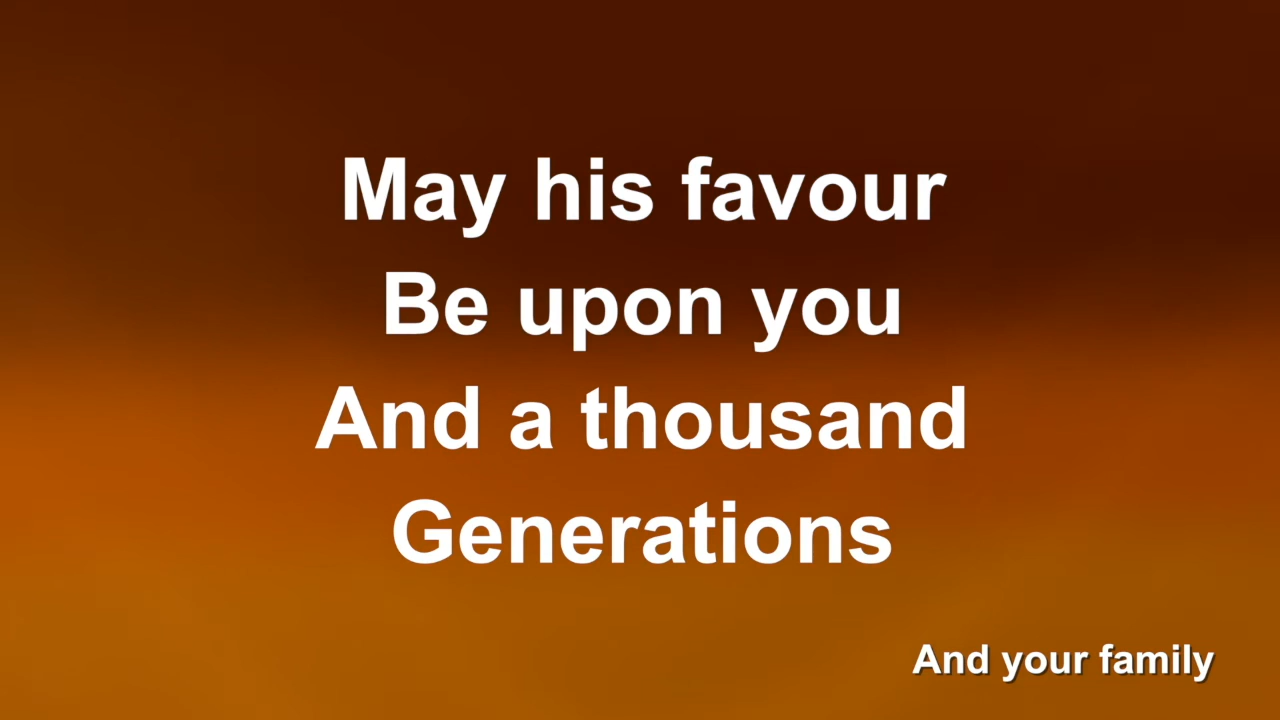 May his favour
Be upon you
And a thousand
Generations
And your family